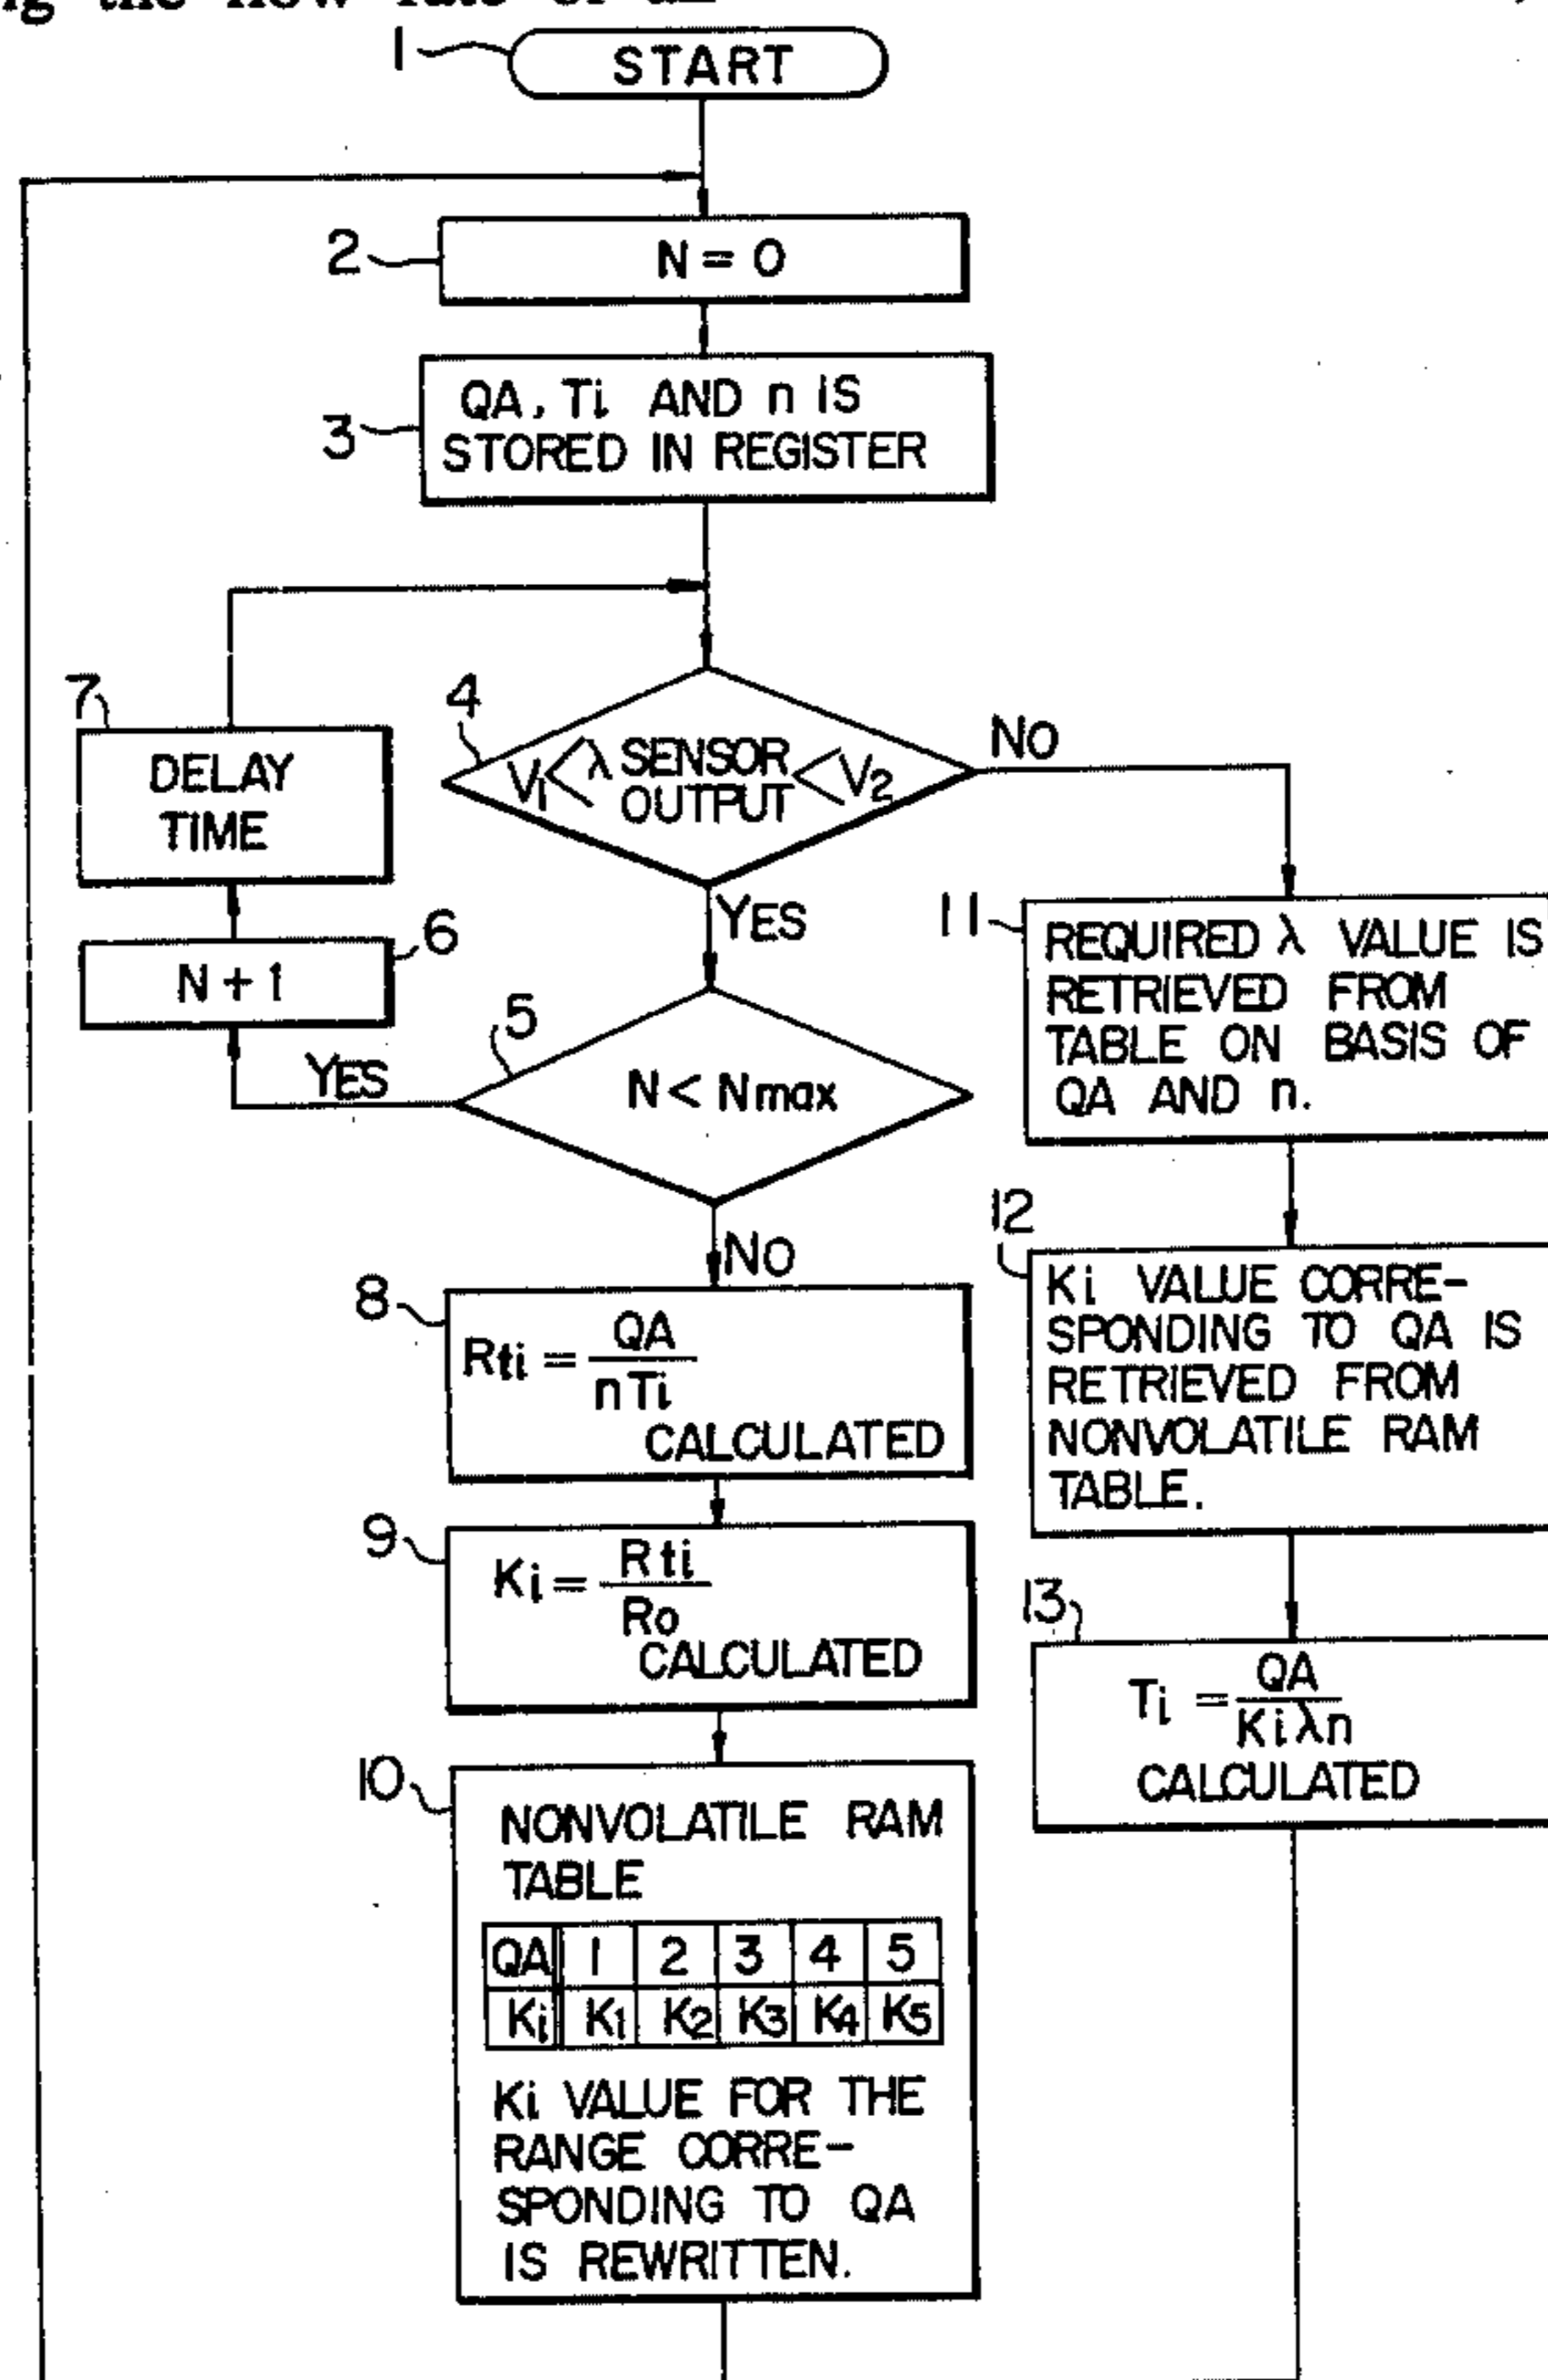 1 START
2 N = 0
3 QA, Ti AND n IS
STORED IN REGISTER
4 V1 < λ SENSOR OUTPUT < V2
NO
YES
7 DELAY
TIME
6 N + 1
YES
5 N < Nmax
NO
8 Rti = QA / nTi
CALCULATED
9 Ki = Rti / Ro
CALCULATED
10 NONVOLATILE RAM
TABLE
QA 1 2 3 4 5
Ki K1 K2 K3 K4 K5
Ki VALUE FOR THE
RANGE CORRE-
SPONDING TO QA
IS REWRITTEN.
11 REQUIRED λ VALUE IS
RETRIEVED FROM
TABLE ON BASIS OF
QA AND n.
12 Ki VALUE CORRE-
SPONDING TO QA IS
RETRIEVED FROM
NONVOLATILE RAM
TABLE.
13 Ti = QA / Kiλn
CALCULATED